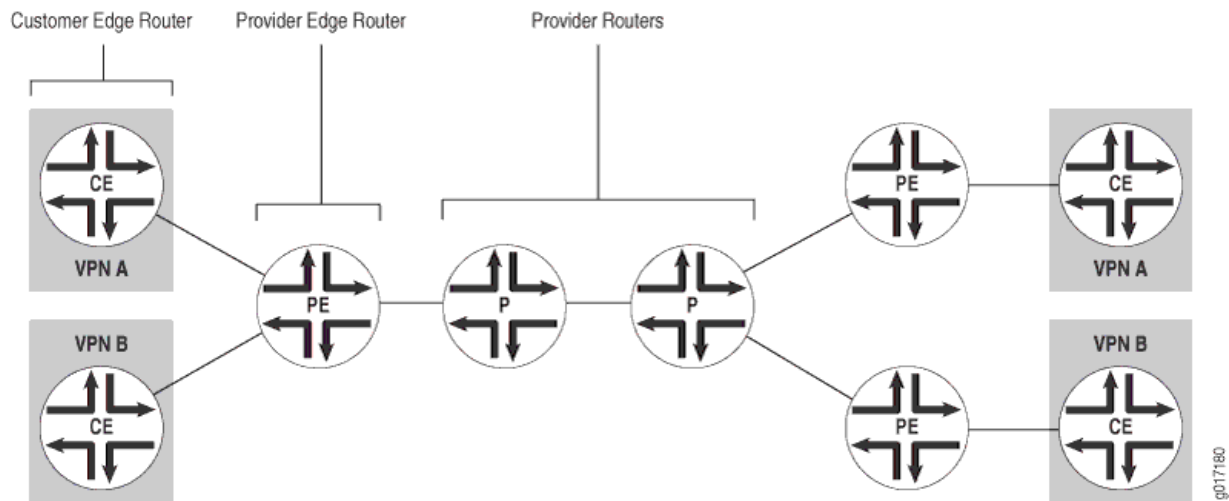 Customer Edge Router
Provider Edge Router
Provider Routers
CE
VPN A
PE
CE
VPN A
PE
P
P
VPN B
CE
VPN B
PE
CE
g017180